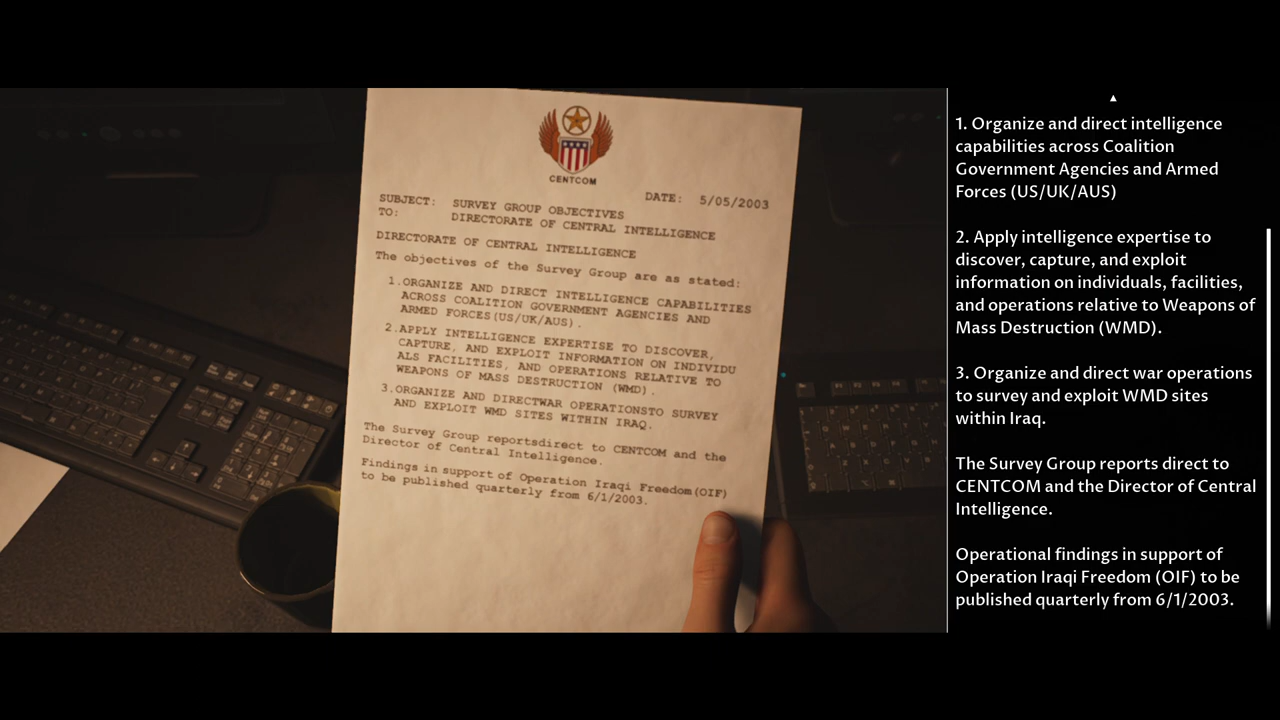 CENTCOM
DATE: 5/05/2003
SUBJECT: SURVEY GROUP OBJECTIVES
TO: DIRECTORATE OF CENTRAL INTELLIGENCE
DIRECTORATE OF CENTRAL INTELLIGENCE
The objectives of the Survey Group are as stated:
1.ORGANIZE AND DIRECT INTELLIGENCE CAPABILITIES
ACROSS COALITION GOVERNMENT AGENCIES AND
ARMED FORCES(US/UK/AUS).
2.APPLY INTELLIGENCE EXPERTISE TO DISCOVER,
CAPTURE, AND EXPLOIT INFORMATION ON INDIVIDU
ALS FACILITIES, AND OPERATIONS RELATIVE TO
WEAPONS OF MASS DESTRUCTION (WMD).
3.ORGANIZE AND DIRECTWAR OPERATIONSTO SURVEY
AND EXPLOIT WMD SITES WITHIN IRAQ.
The Survey Group reportsdirect to CENTCOM and the
Director of Central Intelligence.
Findings in support of Operation Iraqi Freedom(OIF)
to be published quarterly from 6/1/2003.
1. Organize and direct intelligence
capabilities across Coalition
Government Agencies and Armed
Forces (US/UK/AUS)
2. Apply intelligence expertise to
discover, capture, and exploit
information on individuals, facilities,
and operations relative to Weapons of
Mass Destruction (WMD).
3. Organize and direct war operations
to survey and exploit WMD sites
within Iraq.
The Survey Group reports direct to
CENTCOM and the Director of Central
Intelligence.
Operational findings in support of
Operation Iraqi Freedom (OIF) to be
published quarterly from 6/1/2003.